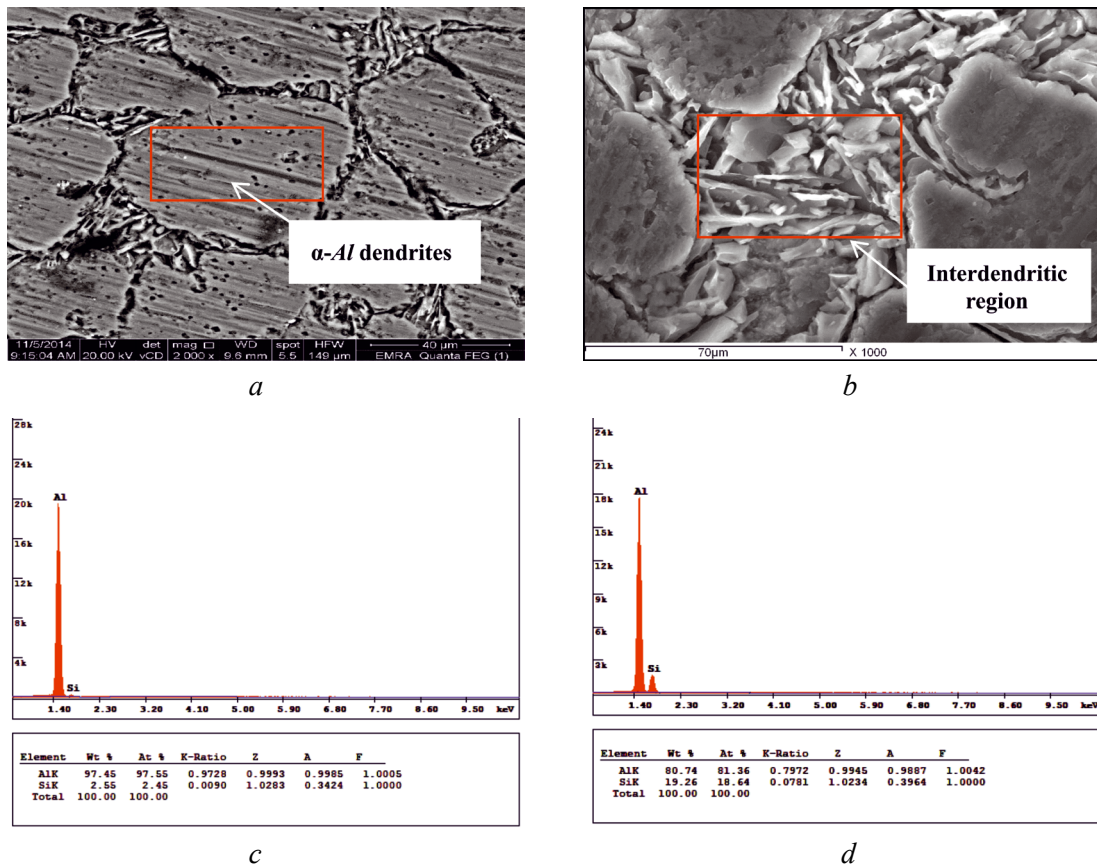 α-Al dendrites
11/5/2014 HV det mag □ WD spot HFW 40 µm
9:15:04 AM 20.00 kV vCD 2 000 x 9.6 mm 5.5 149 µm EMRA Quanta FEG (1)
a
Interdendritic
region
70µm X 1000
b
28k
24k
20k
16k
12k
8k
4k
Al
Si
1.40 2.30 3.20 4.10 5.00 5.90 6.80 7.70 8.60 9.50 keV
Element Wt % At % K-Ratio Z A F
AlK 97.45 97.55 0.9728 0.9993 0.9985 1.0005
SiK 2.55 2.45 0.0090 1.0283 0.3424 1.0000
Total 100.00 100.00
c
24k
21k
18k
15k
12k
9k
6k
3k
Al
Si
1.40 2.30 3.20 4.10 5.00 5.90 6.80 7.70 8.60 9.50 keV
Element Wt % At % K-Ratio Z A F
AlK 80.74 81.36 0.7972 0.9945 0.9887 1.0042
SiK 19.26 18.64 0.0781 1.0234 0.3964 1.0000
Total 100.00 100.00
d